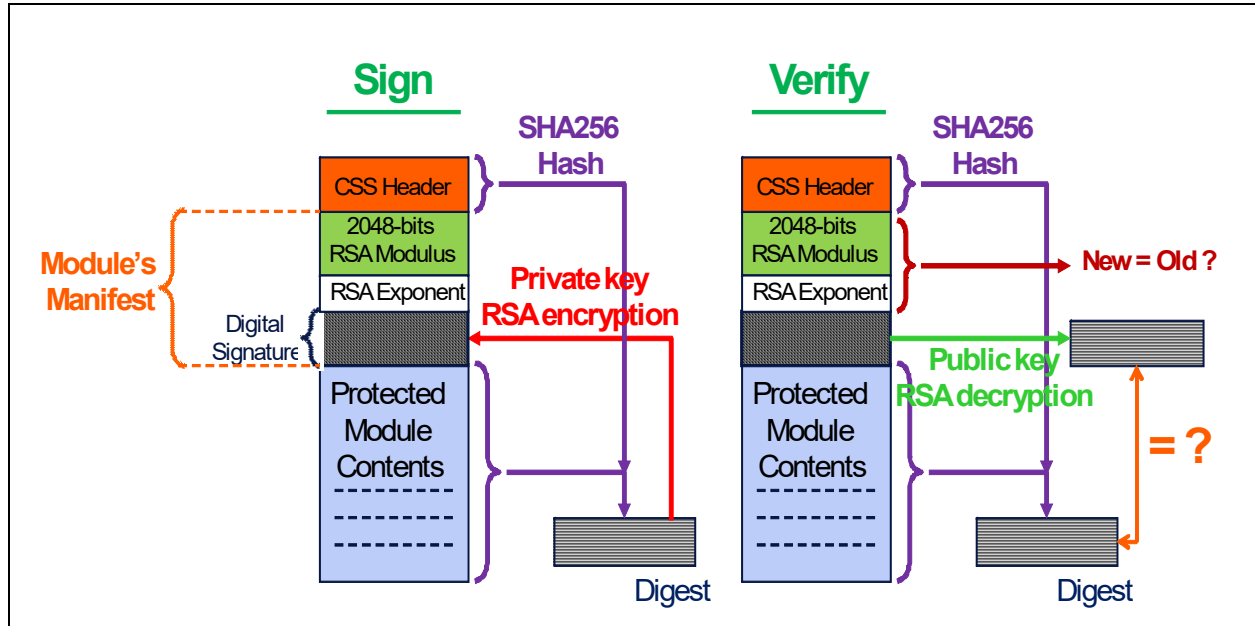 Sign
SHA256
Hash
CSS Header
2048-bits
RSA Modulus
RSA Exponent
Module's
Manifest
Digital
Signature
Private key
RSA encryption
Protected
Module
Contents
Digest
Verify
SHA256
Hash
CSS Header
2048-bits
RSA Modulus
RSA Exponent
New = Old ?
Public key
RSA decryption
Protected
Module
Contents
= ?
Digest